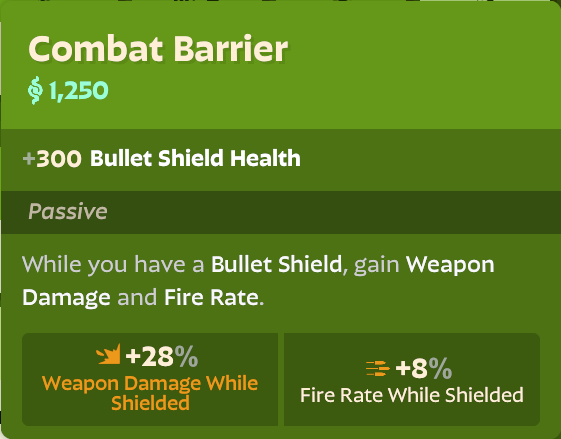 Combat Barrier
1,250
+300 Bullet Shield Health
Passive
While you have a Bullet Shield, gain Weapon
Damage and Fire Rate.
+28%
Weapon Damage While
Shielded
+8%
Fire Rate While Shielded